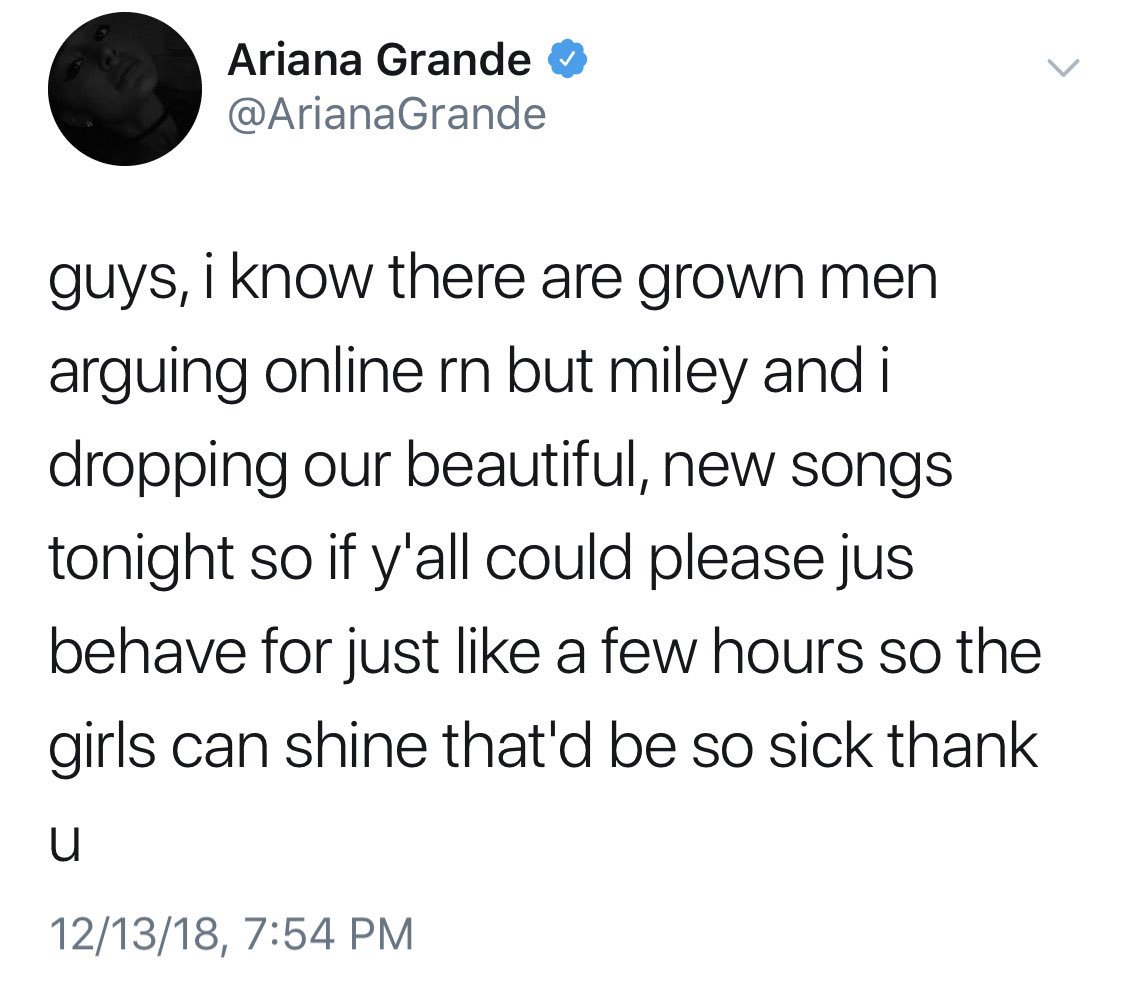 Ariana Grande
@ArianaGrande
guys, i know there are grown men
arguing online rn but miley and i
dropping our beautiful, new songs
tonight so if y'all could please jus
behave for just like a few hours so the
girls can shine that'd be so sick thank
u
12/13/18, 7:54 PM